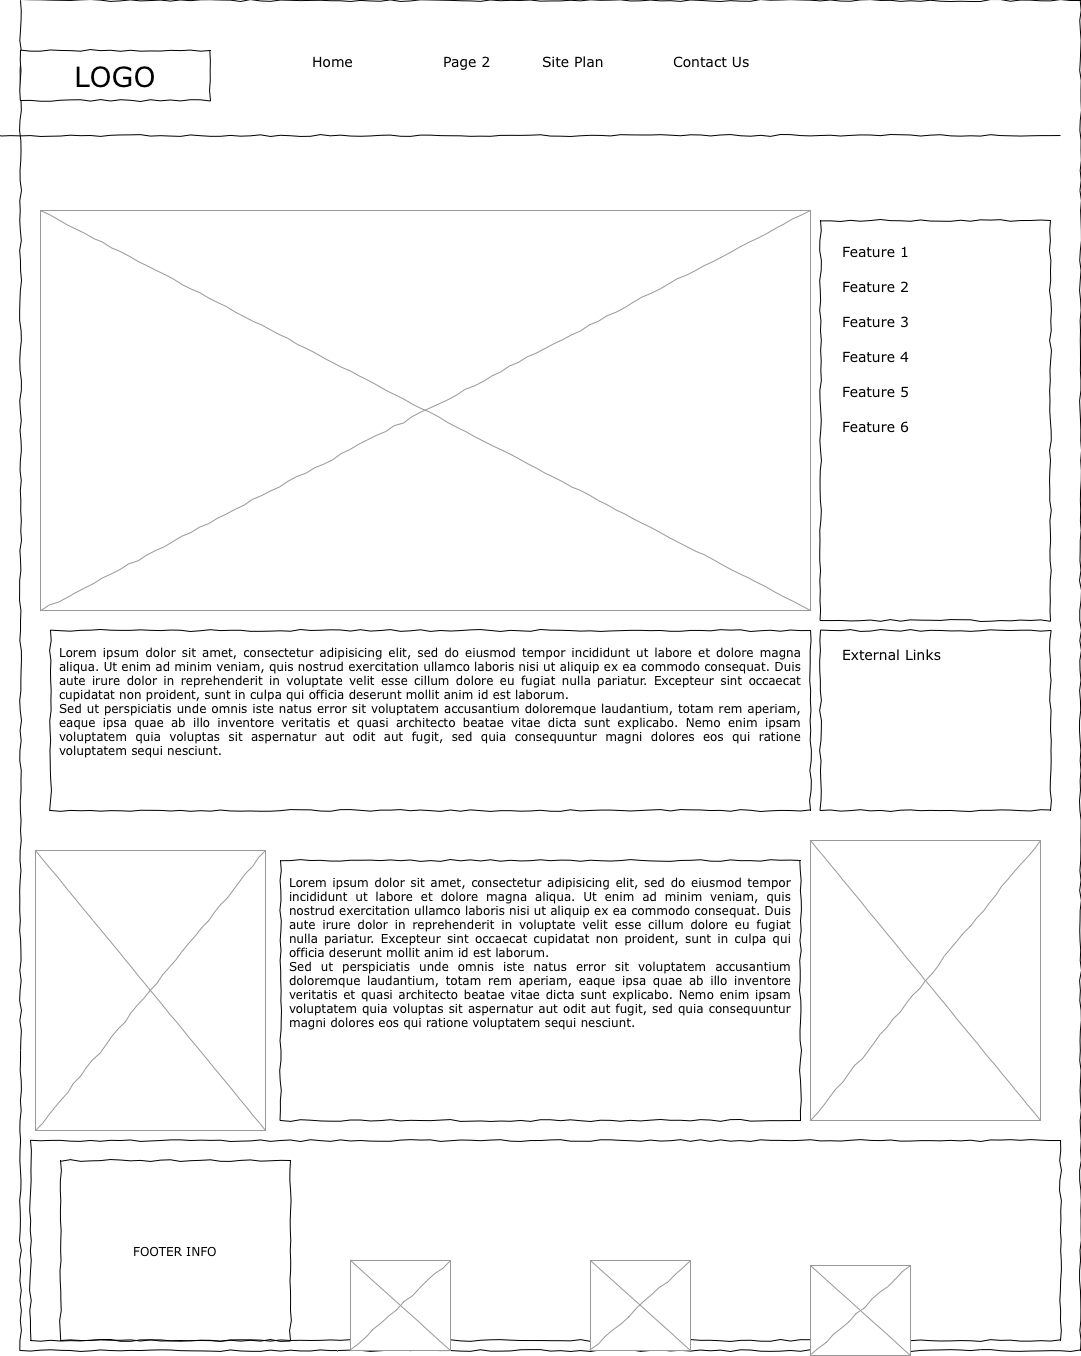 LOGO
Home Page 2 Site Plan Contact Us
Feature 1
Feature 2
Feature 3
Feature 4
Feature 5
Feature 6
Lorem ipsum dolor sit amet, consectetur adipisicing elit, sed do eiusmod tempor incididunt ut labore et dolore magna
aliqua. Ut enim ad minim veniam, quis nostrud exercitation ullamco laboris nisi ut aliquip ex ea commodo consequat. Duis
aute irure dolor in reprehenderit in voluptate velit esse cillum dolore eu fugiat nulla pariatur. Excepteur sint occaecat
cupidatat non proident, sunt in culpa qui officia deserunt mollit anim id est laborum.
Sed ut perspiciatis unde omnis iste natus error sit voluptatem accusantium doloremque laudantium, totam rem aperiam,
eaque ipsa quae ab illo inventore veritatis et quasi architecto beatae vitae dicta sunt explicabo. Nemo enim ipsam
voluptatem quia voluptas sit aspernatur aut odit aut fugit, sed quia consequuntur magni dolores eos qui ratione
voluptatem sequi nesciunt.
External Links
Lorem ipsum dolor sit amet, consectetur adipisicing elit, sed do eiusmod tempor
incididunt ut labore et dolore magna aliqua. Ut enim ad minim veniam, quis
nostrud exercitation ullamco laboris nisi ut aliquip ex ea commodo consequat. Duis
aute irure dolor in reprehenderit in voluptate velit esse cillum dolore eu fugiat
nulla pariatur. Excepteur sint occaecat cupidatat non proident, sunt in culpa qui
officia deserunt mollit anim id est laborum.
Sed ut perspiciatis unde omnis iste natus error sit voluptatem accusantium
doloremque laudantium, totam rem aperiam, eaque ipsa quae ab illo inventore
veritatis et quasi architecto beatae vitae dicta sunt explicabo. Nemo enim ipsam
voluptatem quia voluptas sit aspernatur aut odit aut fugit, sed quia consequuntur
magni dolores eos qui ratione voluptatem sequi nesciunt.
FOOTER INFO